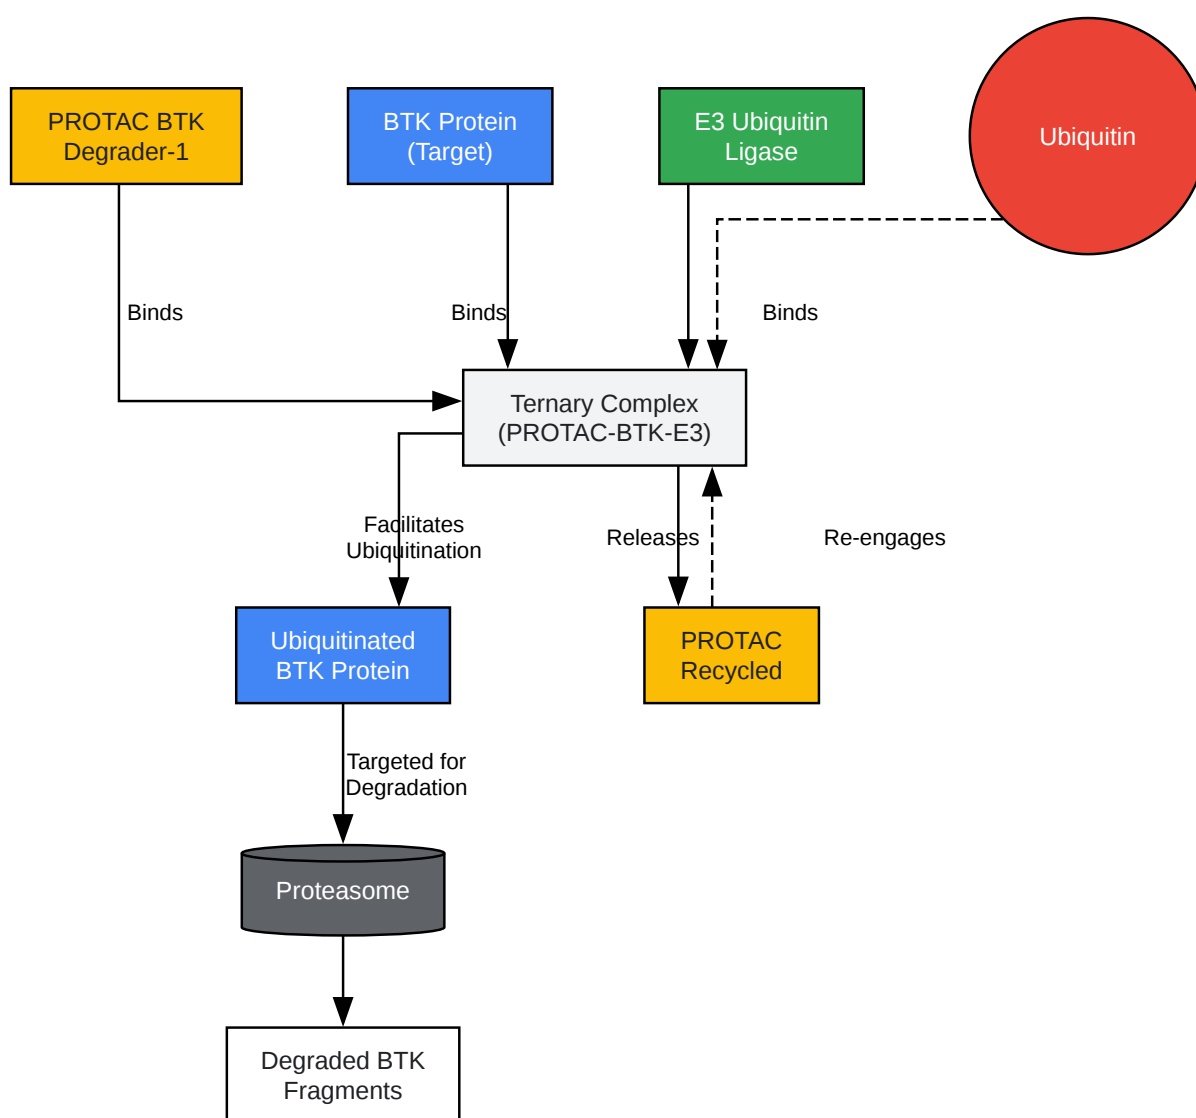 PROTAC BTK
Degrader-1
BTK Protein
(Target)
E3 Ubiquitin
Ligase
Ubiquitin
Binds
Binds
Binds
Ternary Complex
(PROTAC-BTK-E3)
Facilitates
Ubiquitination
Releases
Re-engages
Ubiquitinated
BTK Protein
PROTAC
Recycled
Targeted for
Degradation
Proteasome
Degraded BTK
Fragments